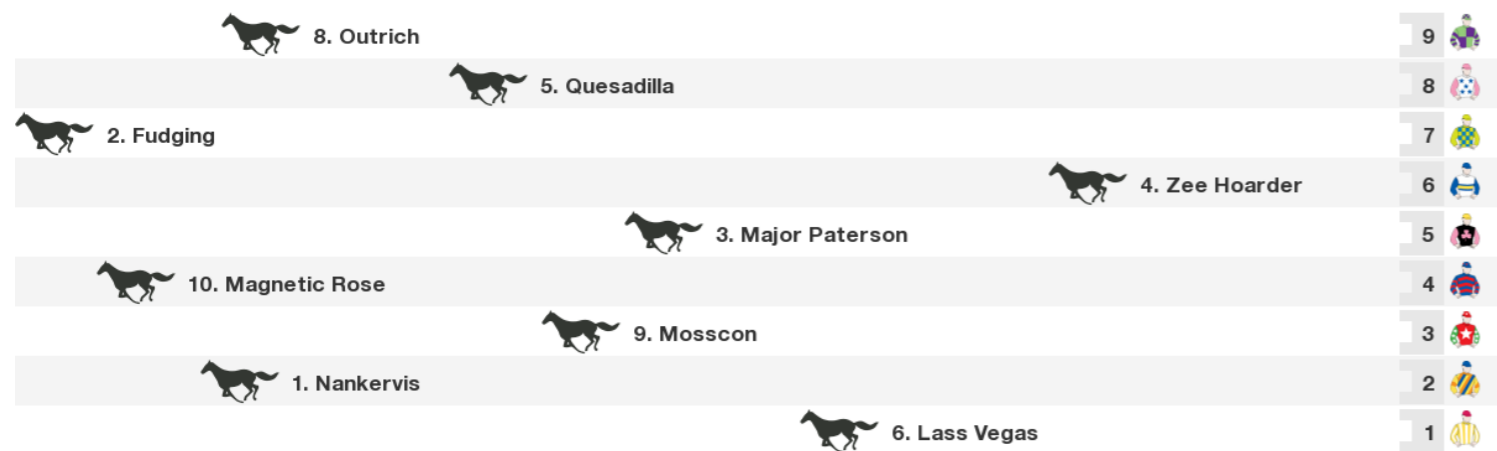 8. Outrich 9
5. Quesadilla 8
2. Fudging 7
4. Zee Hoarder 6
3. Major Paterson 5
10. Magnetic Rose 4
9. Mosscon 3
1. Nankervis 2
6. Lass Vegas 1